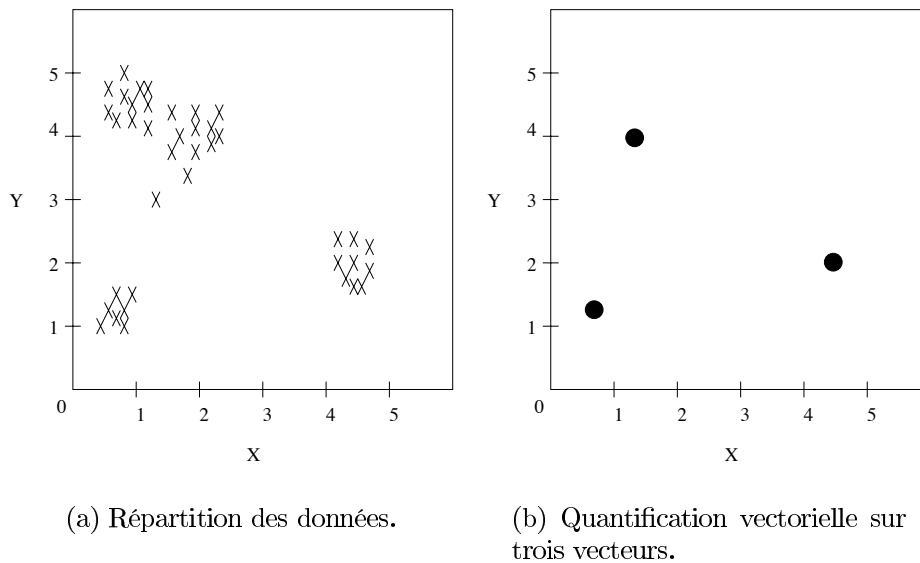 5
4
Y 3
2
1
0
1 2 3 4 5
X
(a) Répartition des données.
5
4
Y 3
2
1
0
1 2 3 4 5
X
(b) Quantification vectorielle sur
trois vecteurs.